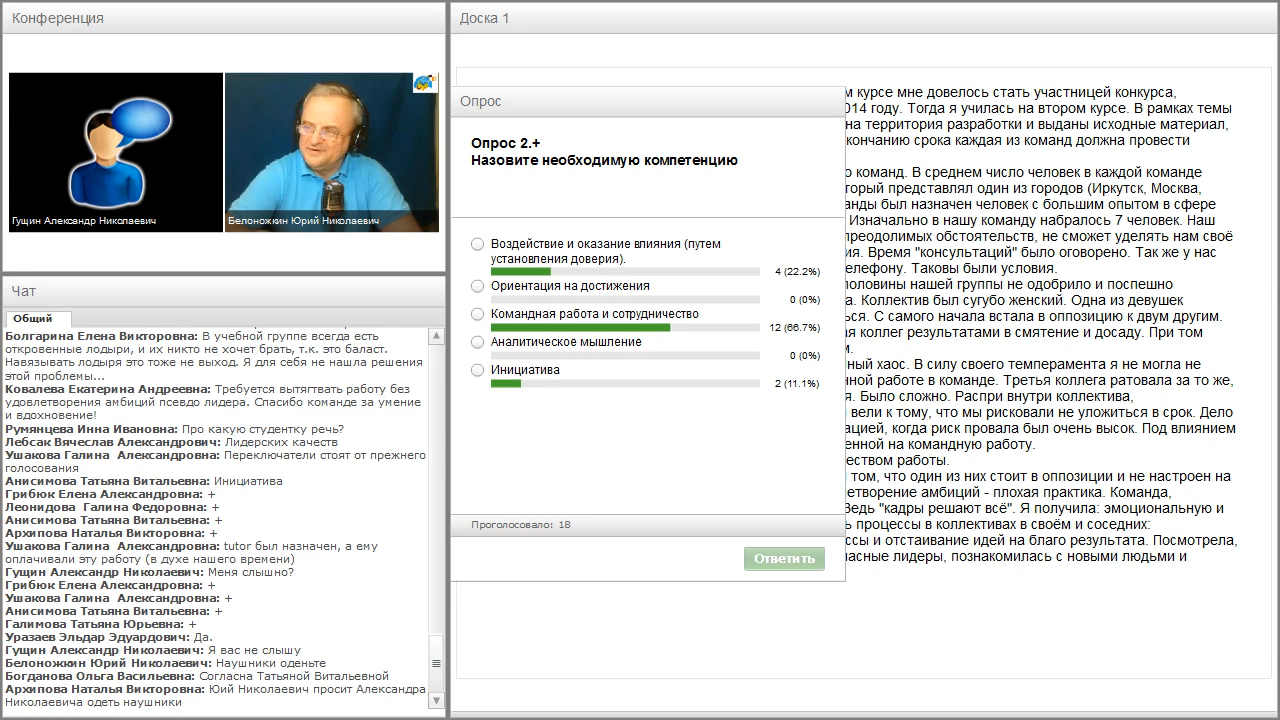 Конференция
Гущин Александр Николаевич
Белоножкин Юрий Николаевич
Чат
Общий
Болгарина Елена Викторовна: В учебной группе всегда есть
откровенные лодыри, и их никто не хочет брать, т.к. это баласт.
Навязывать лодыря это тоже не выход. Я для себя не нашла решения
этой проблемы...
Ковалева Екатерина Андреевна: Требуется вытягтвать работу без
удовлетворения амбиций псевдо лидера. Спасибо команде за умение
и вдохновение!
Румянцева Инна Ивановна: Про какую студентку речь?
Лебсак Вячеслав Александрович: Лидерских качеств
Ушакова Галина Александровна: Переключатели стоят от прежнего
голосования
Анисимова Татьяна Витальевна: Инициатива
Грибюк Елена Александровна: +
Леонидова Галина Федоровна: +
Анисимова Татьяна Витальевна: +
Архипова Наталья Викторовна: +
Ушакова Галина Александровна: tutor был назначен, а ему
оплачивали эту работу (в духе нашего времени)
Гущин Александр Николаевич: Меня слышно?
Грибюк Елена Александровна: +
Ушакова Галина Александровна: +
Анисимова Татьяна Витальевна: +
Галимова Татьяна Юрьевна: +
Уразаев Эльдар Эдуардович: Да.
Гущин Александр Николаевич: Я вас не слышу
Белоножкин Юрий Николаевич: Наушники оденьте
Богданова Ольга Васильевна: Согласна Татьяной Витальевной
Архипова Наталья Викторовна: Юий Николаевич просит Александра
Николаевича одеть наушники
Доска 1
Опрос
Опрос 2.+
Назовите необходимую компетенцию
Воздействие и оказание влияния (путем
установления доверия).
4 (22.2%)
Ориентация на достижения
0 (0%)
Командная работа и сотрудничество
12 (66.7%)
Аналитическое мышление
0 (0%)
Инициатива
2 (11.1%)
Проголосовало: 18
Ответить
м курсе мне довелось стать участницей конкурса,
014 году. Тогда я училась на втором курсе. В рамках темы
на территория разработки и выданы исходные материал,
кончанию срока каждая из команд должна провести
о команд. В среднем число человек в каждой команде
торый представлял один из городов (Иркутск, Москва,
анды был назначен человек с большим опытом в сфере
Изначально в нашу команду набралось 7 человек. Наш
преодолимых обстоятельств, не сможет уделять нам своё
ия. Время "консультаций" было оговорено. Так же у нас
елефону. Таковы были условия.
половины нашей группы не одобрило и поспешно
а. Коллектив был сугубо женский. Одна из девушек
ься. С самого начала встала в оппозицию к двум другим.
ия коллег результатами в смятение и досаду. При том
м.
ный хаос. В силу своего темперамента я не могла не
нной работе в команде. Третья коллега ратовала за то же,
я. Было сложно. Распри внутри коллектива,
и вели к тому, что мы рисковали не уложиться в срок. Дело
ацией, когда риск провала был очень высок. Под влиянием
енной на командную работу.
чеством работы.
том, что один из них стоит в оппозиции и не настроен на
летворение амбиций - плохая практика. Команда,
Ведь "кадры решают всё". Я получила: эмоциональную и
ь процессы в коллективах в своём и соседних:
ссы и отстаивание идей на благо результата. Посмотрела,
асные лидеры, познакомилась с новыми людьми и